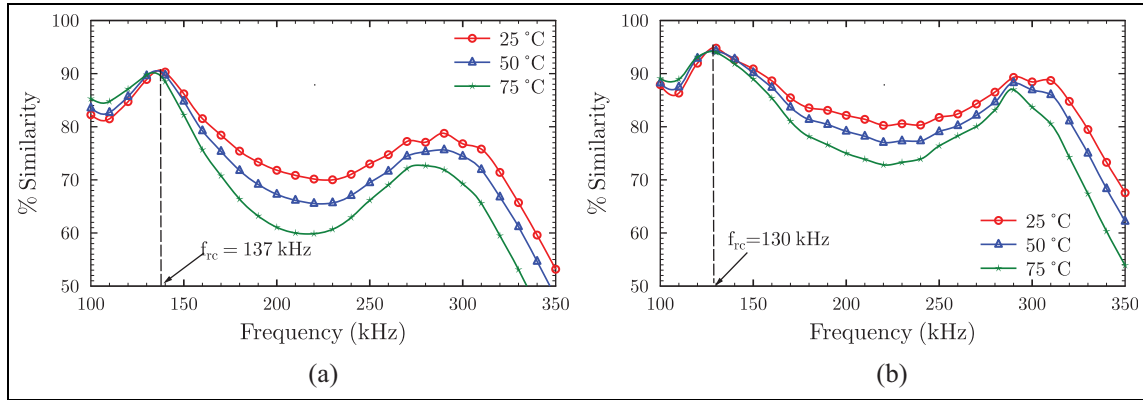 100
90
80
70
60
50
% Similarity
25 °C
50 °C
75 °C
f_rc = 137 kHz
100 150 200 250 300 350
Frequency (kHz)
(a)
100
90
80
70
60
50
% Similarity
25 °C
50 °C
75 °C
f_rc=130 kHz
100 150 200 250 300 350
Frequency (kHz)
(b)